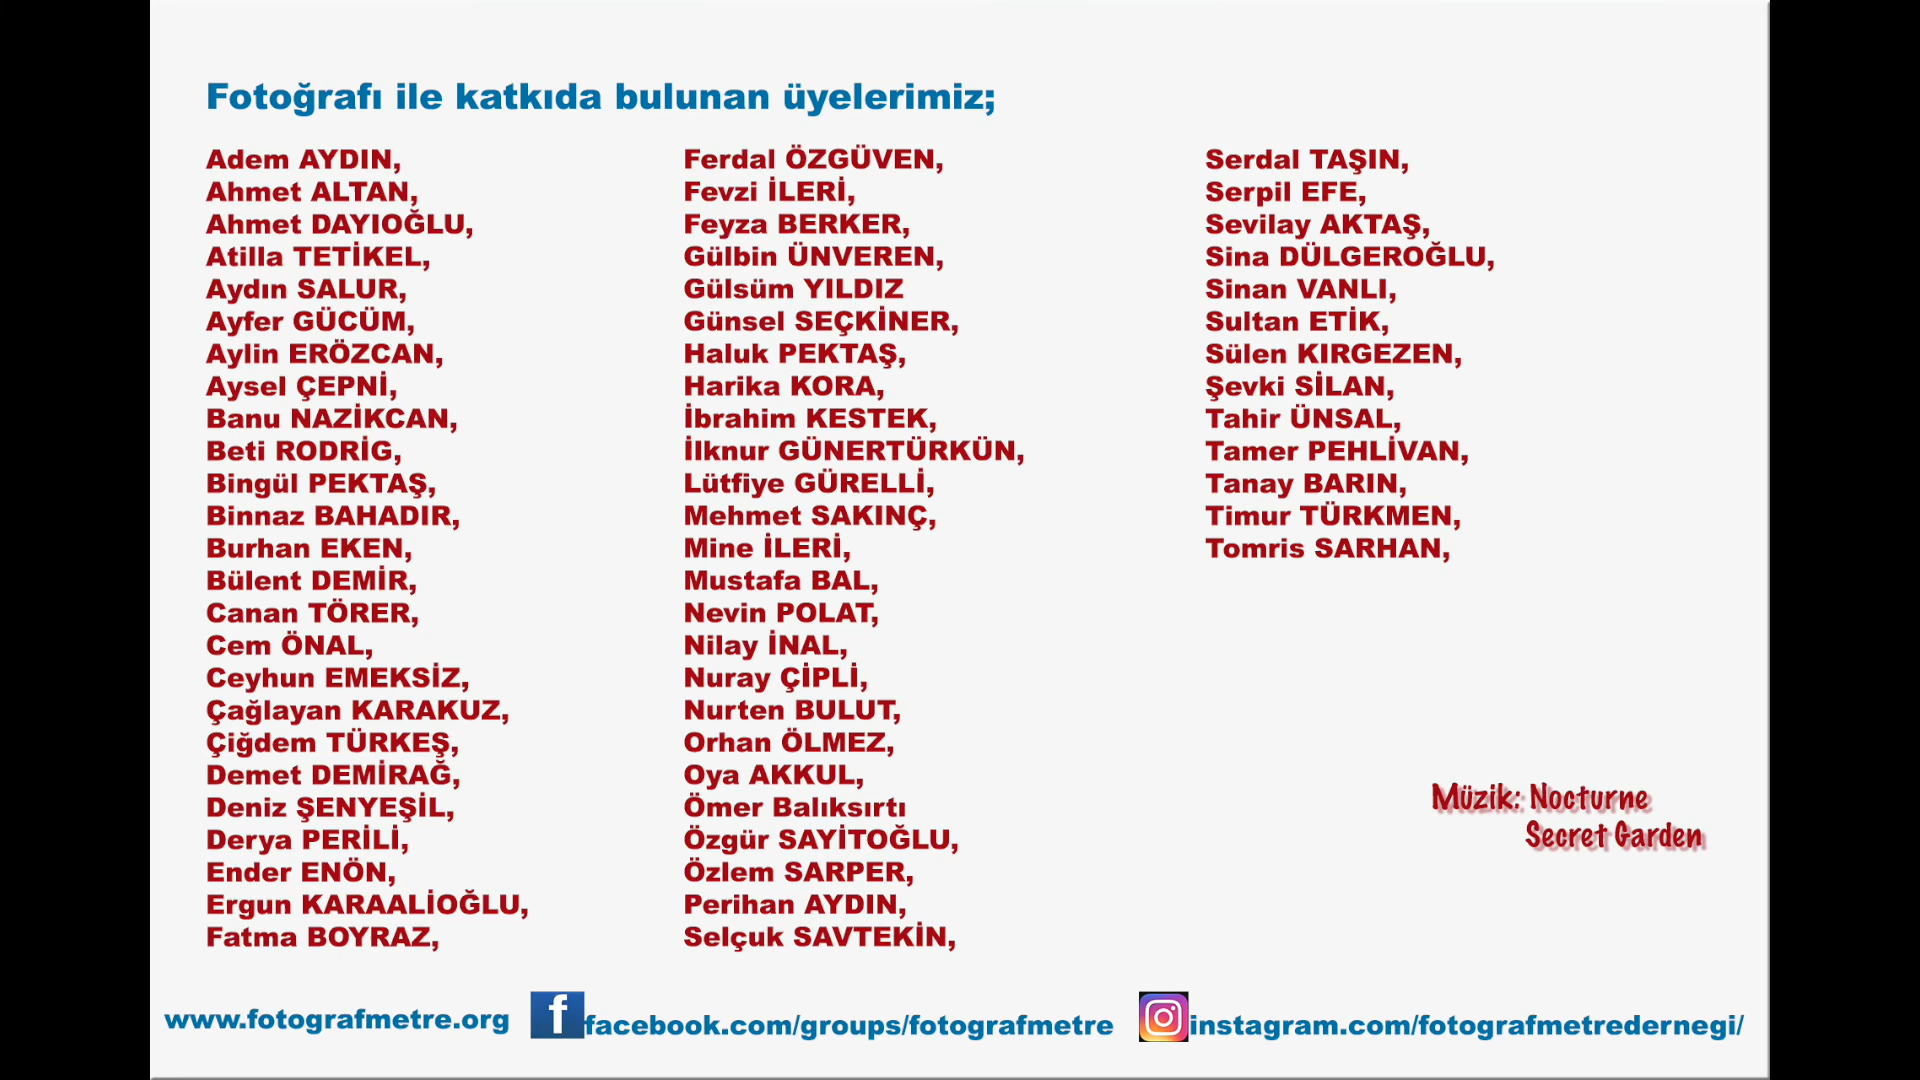 Fotoğrafı ile katkıda bulunan üyelerimiz;
Adem AYDIN,
Ahmet ALTAN,
Ahmet DAYIOĞLU,
Atilla TETİKEL,
Aydın SALUR,
Ayfer GÜCÜM,
Aylin ERÖZCAN,
Aysel ÇEPNİ,
Banu NAZİKCAN,
Beti RODRİG,
Bingül PEKTAŞ,
Binnaz BAHADIR,
Burhan EKEN,
Bülent DEMİR,
Canan TÖRER,
Cem ÖNAL,
Ceyhun EMEKSİZ,
Çağlayan KARAKUZ,
Çiğdem TÜRKEŞ,
Demet DEMİRAĞ,
Deniz ŞENYEŞİL,
Derya PERİLİ,
Ender ENÖN,
Ergun KARAALİOĞLU,
Fatma BOYRAZ,
Ferdal ÖZGÜVEN,
Fevzi İLERİ,
Feyza BERKER,
Gülbin ÜNVEREN,
Gülsüm YILDIZ
Günsel SEÇKİNER,
Haluk PEKTAŞ,
Harika KORA,
İbrahim KESTEK,
İlknur GÜNERTÜRKÜN,
Lütfiye GÜRELLİ,
Mehmet SAKINÇ,
Mine İLERİ,
Mustafa BAL,
Nevin POLAT,
Nilay İNAL,
Nuray ÇİPLİ,
Nurten BULUT,
Orhan ÖLMEZ,
Oya AKKUL,
Ömer Balıksırtı
Özgür SAYİTOĞLU,
Özlem SARPER,
Perihan AYDIN,
Selçuk SAVTEKİN,
Serdal TAŞIN,
Serpil EFE,
Sevilay AKTAŞ,
Sina DÜLGEROĞLU,
Sinan VANLI,
Sultan ETİK,
Sülen KIRGEZEN,
Şevki SİLAN,
Tahir ÜNSAL,
Tamer PEHLİVAN,
Tanay BARIN,
Timur TÜRKMEN,
Tomris SARHAN,
Müzik: Nocturne
Secret Garden
www.fotografmetre.org
facebook.com/groups/fotografmetre
instagram.com/fotografmetredernegi/